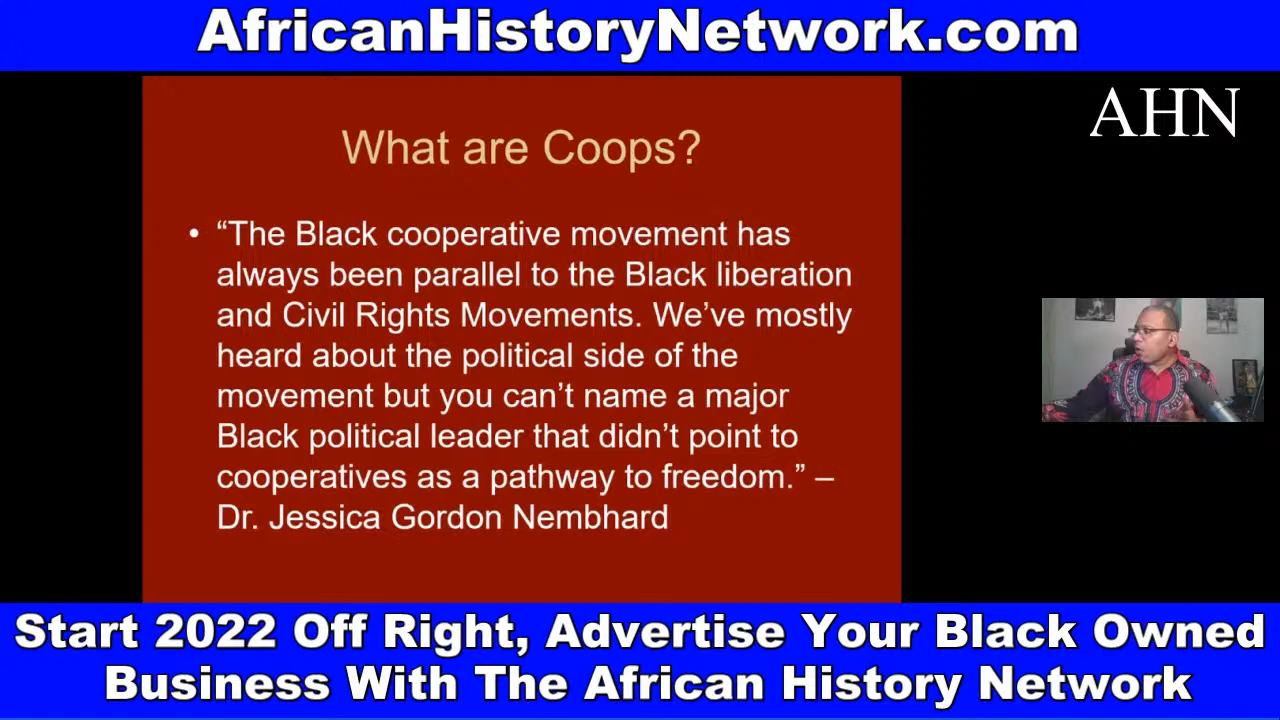 AfricanHistoryNetwork.com
AHN
What are Coops?
• “The Black cooperative movement has
always been parallel to the Black liberation
and Civil Rights Movements. We’ve mostly
heard about the political side of the
movement but you can’t name a major
Black political leader that didn’t point to
cooperatives as a pathway to freedom.” –
Dr. Jessica Gordon Nembhard
Start 2022 Off Right, Advertise Your Black Owned
Business With The African History Network